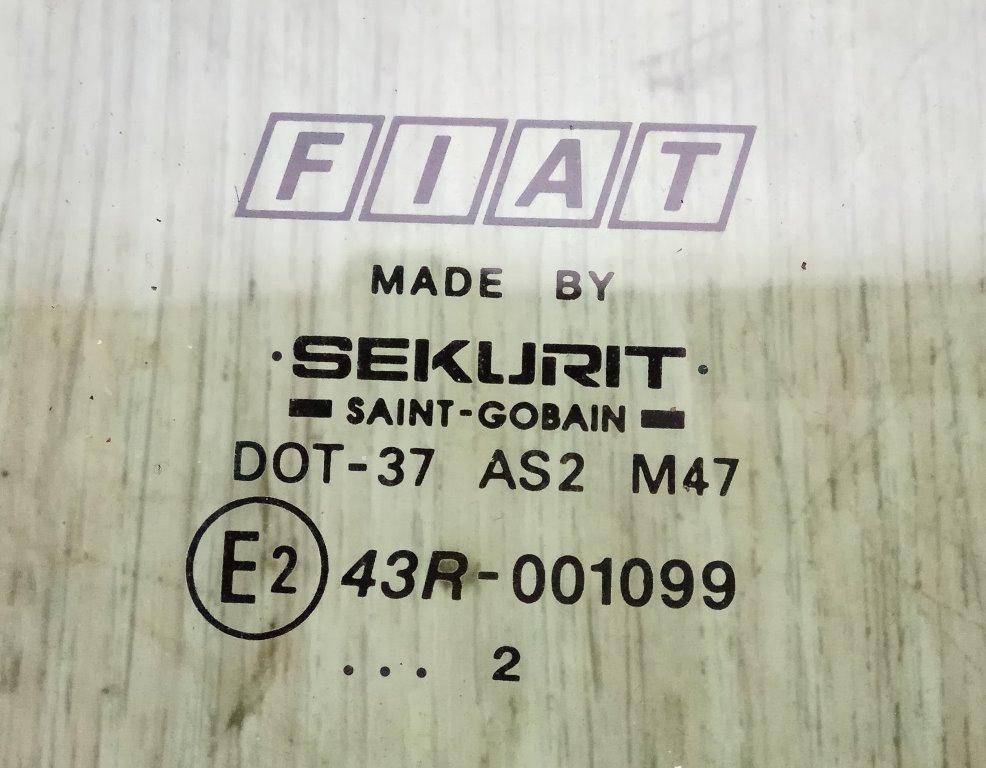 FIAT
MADE BY
·SEKURIT·
SAINT-GOBAIN
DOT-37 AS2 M47
E2 43R-001099
... 2